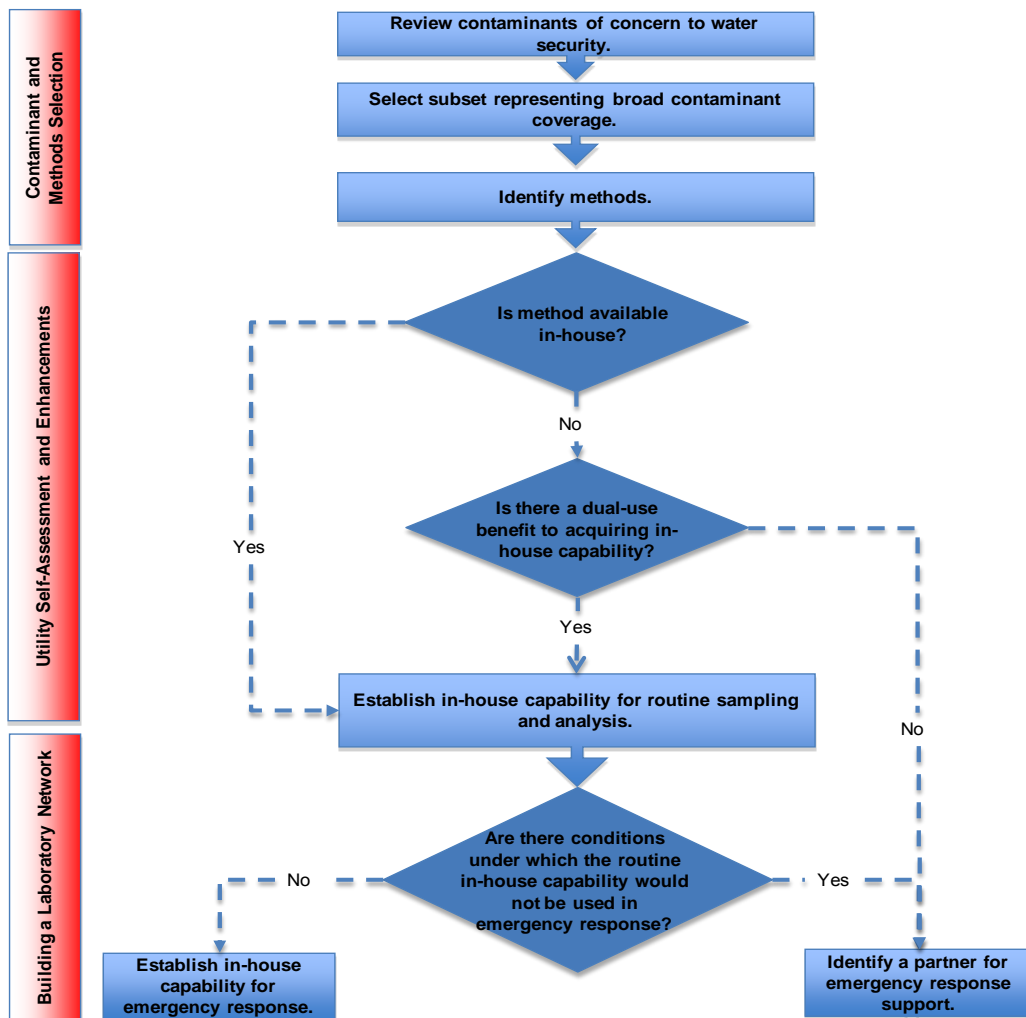 Contaminant and
Methods Selection
Review contaminants of concern to water
security.
Select subset representing broad contaminant
coverage.
Identify methods.
Utility Self-Assessment and Enhancements
Is method available
in-house?
No
Is there a dual-use
benefit to acquiring in-
house capability?
Yes
Yes
Establish in-house capability for routine sampling
and analysis.
No
Building a Laboratory Network
Are there conditions
under which the routine
in-house capability would
not be used in
emergency response?
No
Yes
Establish in-house
capability for
emergency response.
Identify a partner for
emergency response
support.